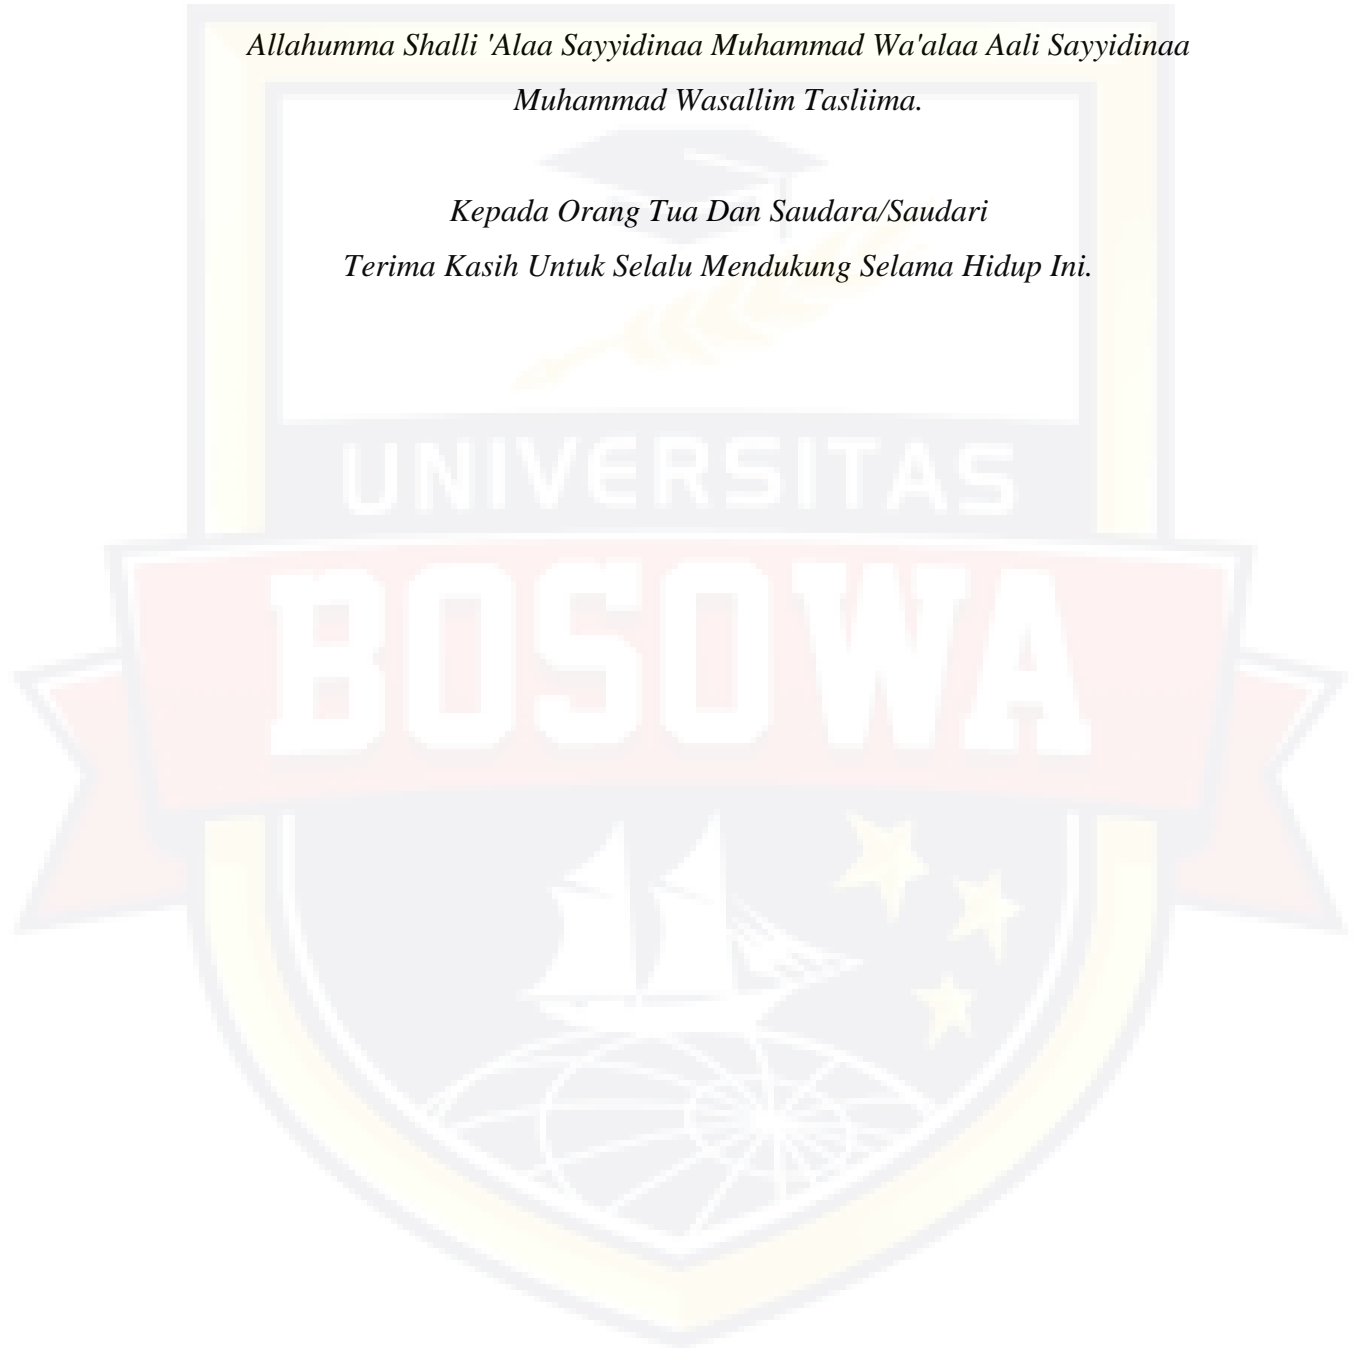 Allahumma Shalli 'Alaa Sayyidinaa Muhammad Wa'alaa Aali Sayyidinaa
Muhammad Wasallim Tasliima.
Kepada Orang Tua Dan Saudara/Saudari
Terima Kasih Untuk Selalu Mendukung Selama Hidup Ini.
UNIVERSITAS
BOSOWA